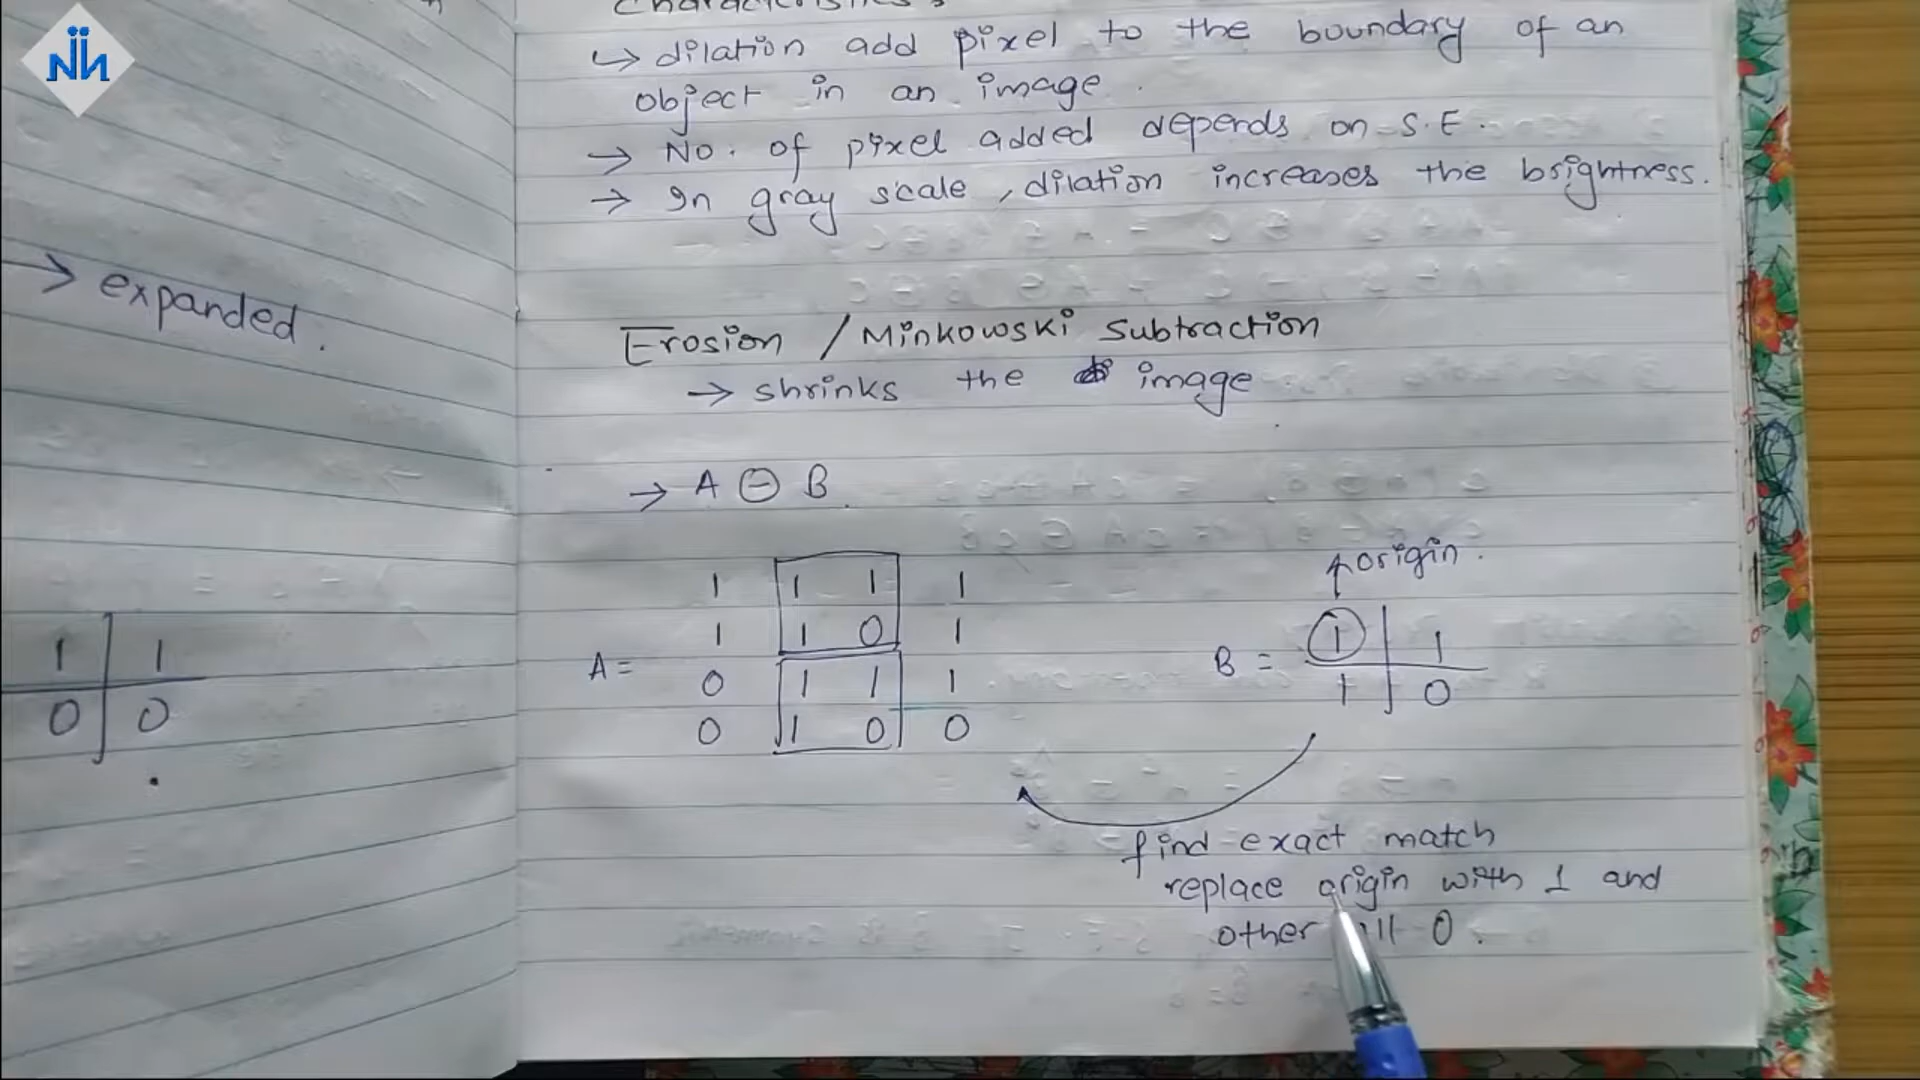 NIN
→ expanded.
1 1
0 0
Characteristics:
↳ dilation add pixel to the boundary of an
object in an image.
→ No. of pixel added depends on S.E.
→ In gray scale, dilation increases the brightness.
Erosion / Minkowski Subtraction
→ shrinks the image
→ A ⊖ B
↑ origin.
A =
1 1 1 1
1 1 0 1
0 1 1 1
0 1 0 0
B =
1 1
1 0
find exact match
replace origin with 1 and
other 0.